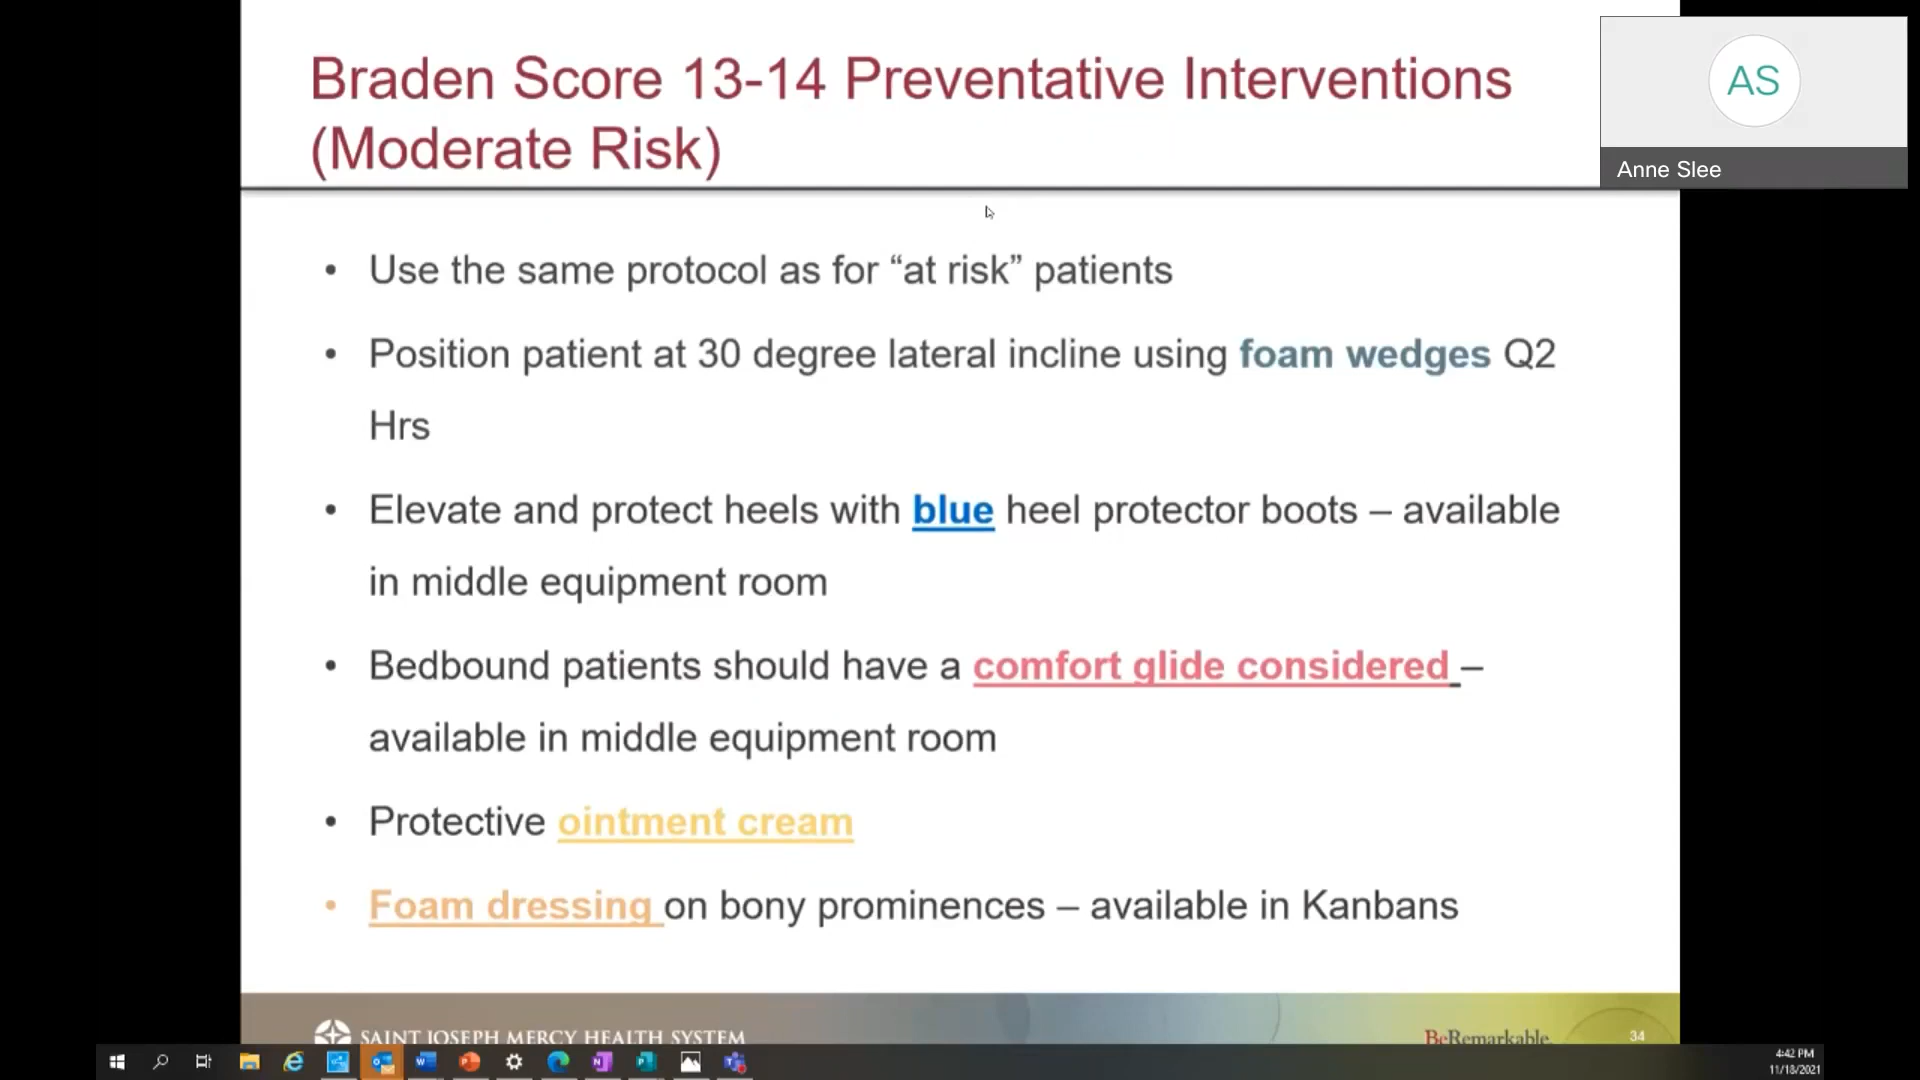 Braden Score 13-14 Preventative Interventions
(Moderate Risk)
AS
Anne Slee
• Use the same protocol as for “at risk” patients
• Position patient at 30 degree lateral incline using foam wedges Q2
Hrs
• Elevate and protect heels with blue heel protector boots – available
in middle equipment room
• Bedbound patients should have a comfort glide considered –
available in middle equipment room
• Protective ointment cream
• Foam dressing on bony prominences – available in Kanbans
SAINT JOSEPH MERCY HEALTH SYSTEM
BeRemarkable.
34
4:42 PM
11/18/2021